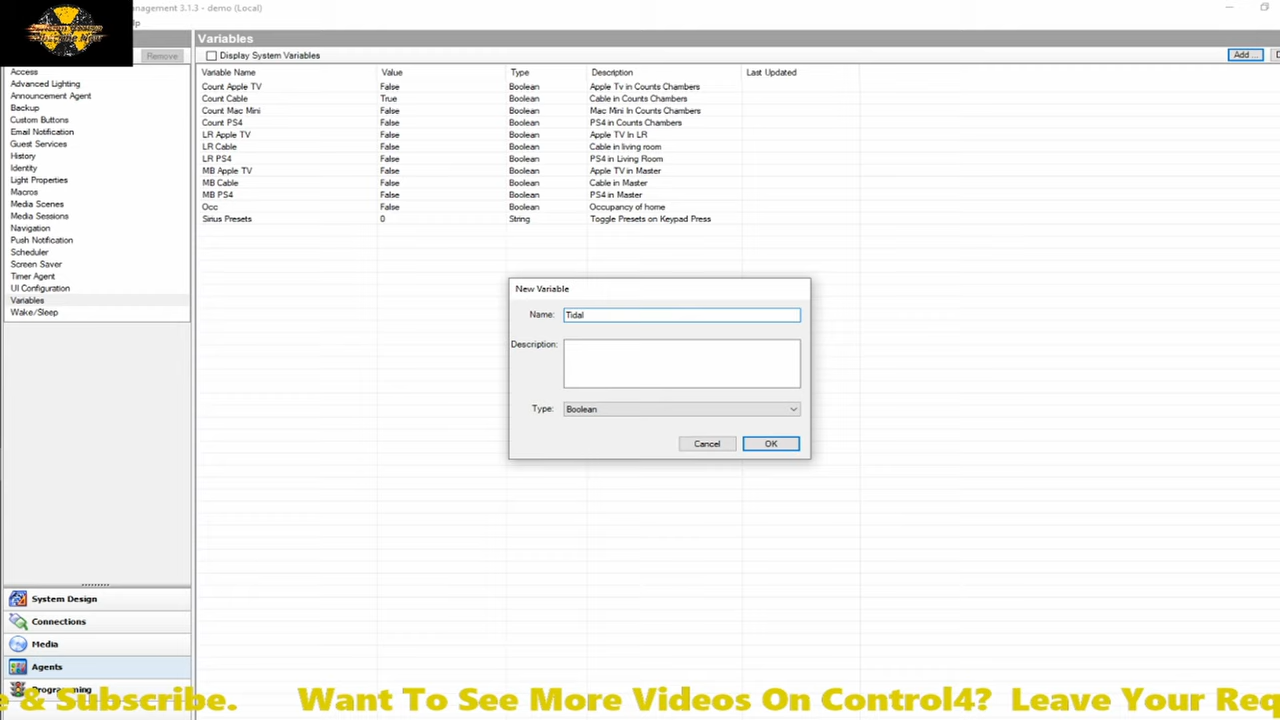 nagement 3.1.3 - demo (Local)
Variables
Remove
Display System Variables
Add ...
Variable Name Value Type Description Last Updated
Count Apple TV False Boolean Apple Tv in Counts Chambers
Count Cable True Boolean Cable in Counts Chambers
Count Mac Mini False Boolean Mac Mini In Counts Chambers
Count PS4 False Boolean PS4 in Counts Chambers
LR Apple TV False Boolean Apple TV In LR
LR Cable False Boolean Cable in living room
LR PS4 False Boolean PS4 in Living Room
MB Apple TV False Boolean Apple TV in Master
MB Cable False Boolean Cable in Master
MB PS4 False Boolean PS4 in Master
Occ False Boolean Occupancy of home
Sirius Presets 0 String Toggle Presets on Keypad Press
Access
Advanced Lighting
Announcement Agent
Backup
Custom Buttons
Email Notification
Guest Services
History
Identity
Light Properties
Macros
Media Scenes
Media Sessions
Navigation
Push Notification
Scheduler
Screen Saver
Timer Agent
UI Configuration
Variables
Wake/Sleep
New Variable
Name: Tidal
Description:
Type: Boolean
Cancel OK
System Design
Connections
Media
Agents
Programming
e & Subscribe. Want To See More Videos On Control4? Leave Your Req